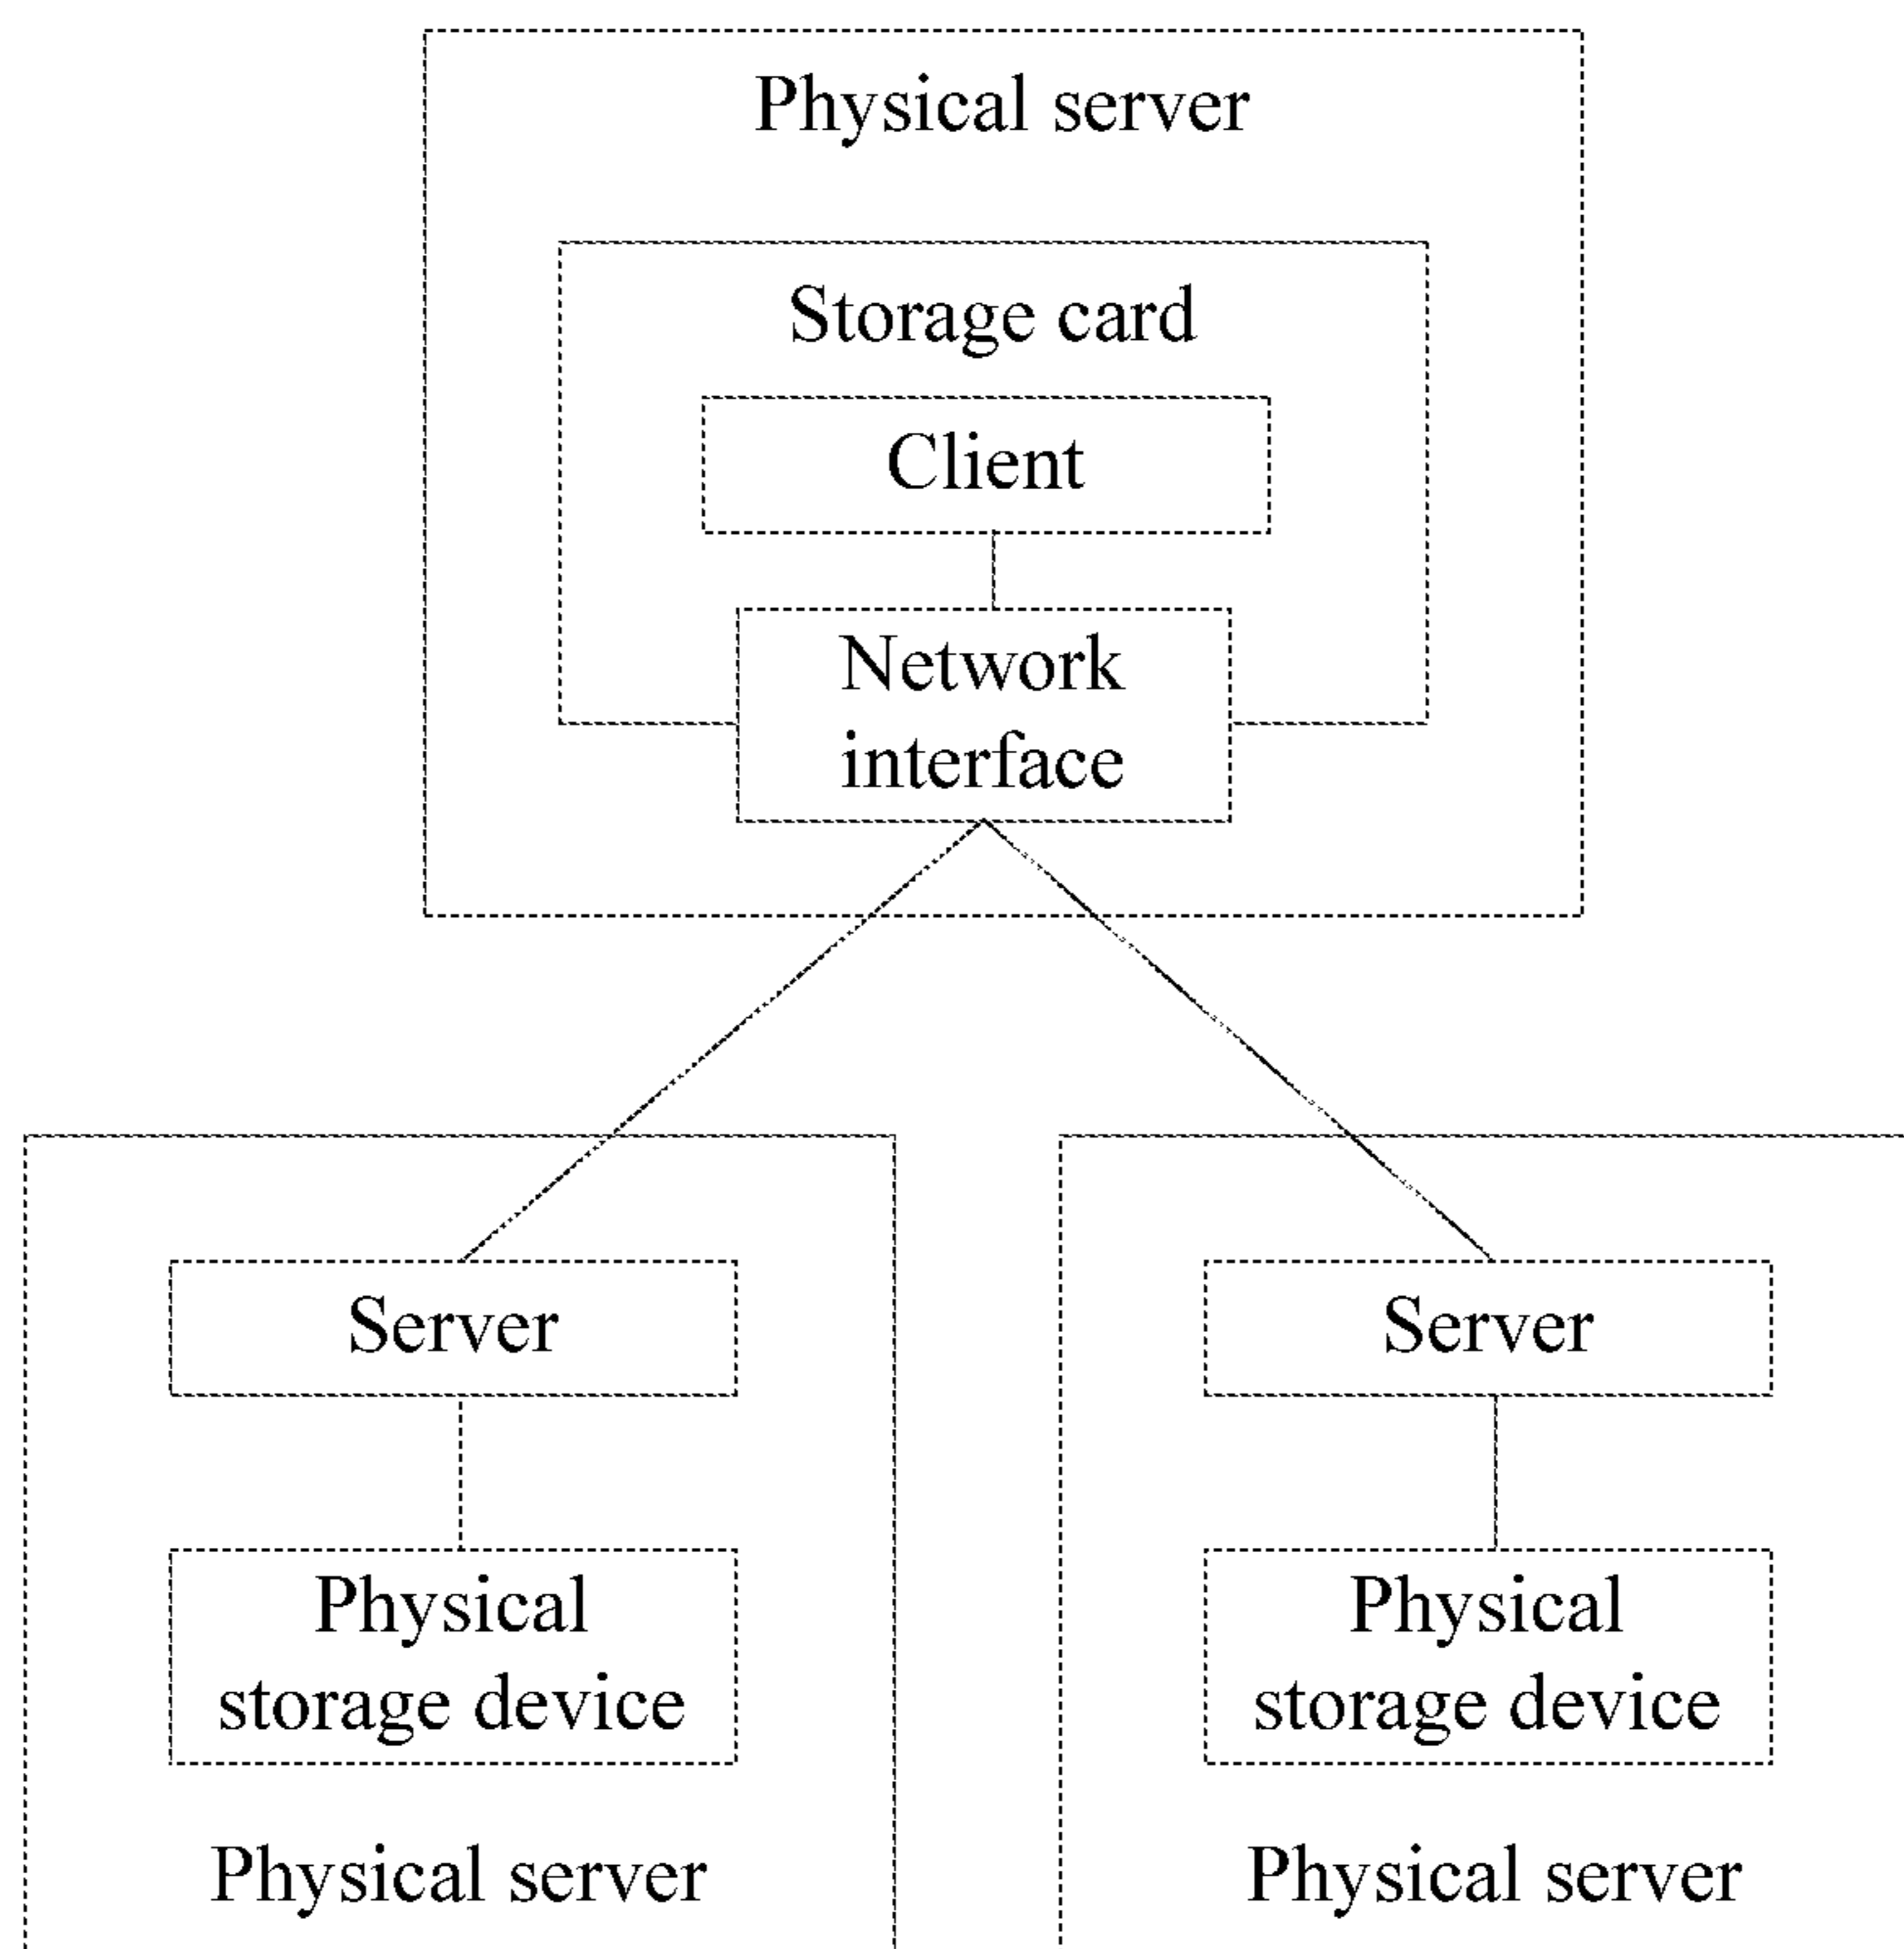 Physical server
Storage card
Client
Network
interface
Server
Physical
storage device
Physical server
Server
Physical
storage device
Physical server